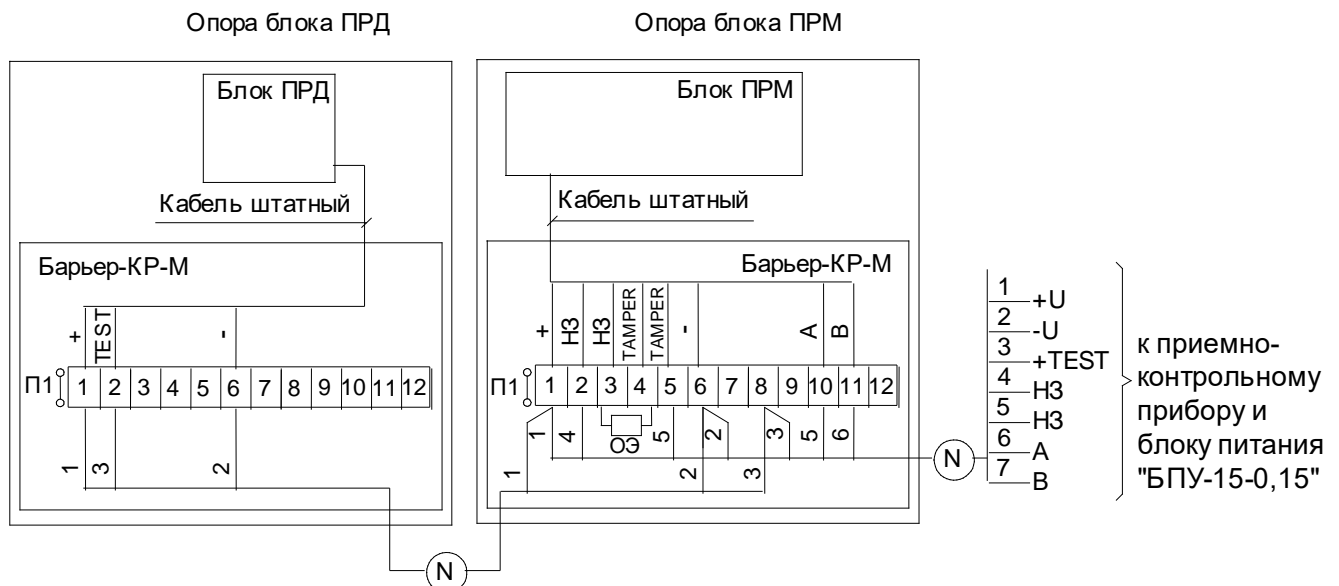 Опора блока ПРД
Опора блока ПРМ
Блок ПРД
Кабель штатный
Барьер-КР-М
+
TEST
-
П1
1 2 3 4 5 6 7 8 9 10 11 12
1
3
2
N
Блок ПРМ
Кабель штатный
Барьер-КР-М
+
НЗ
НЗ
TAMPER
TAMPER
-
A
B
П1
1 2 3 4 5 6 7 8 9 10 11 12
1
4
ОЭ
5
2
3
5
6
1
2
3
N
1 +U
2 -U
3 +TEST
4 НЗ
5 НЗ
6 A
7 B
к приемно-
контрольному
прибору и
блоку питания
"БПУ-15-0,15"